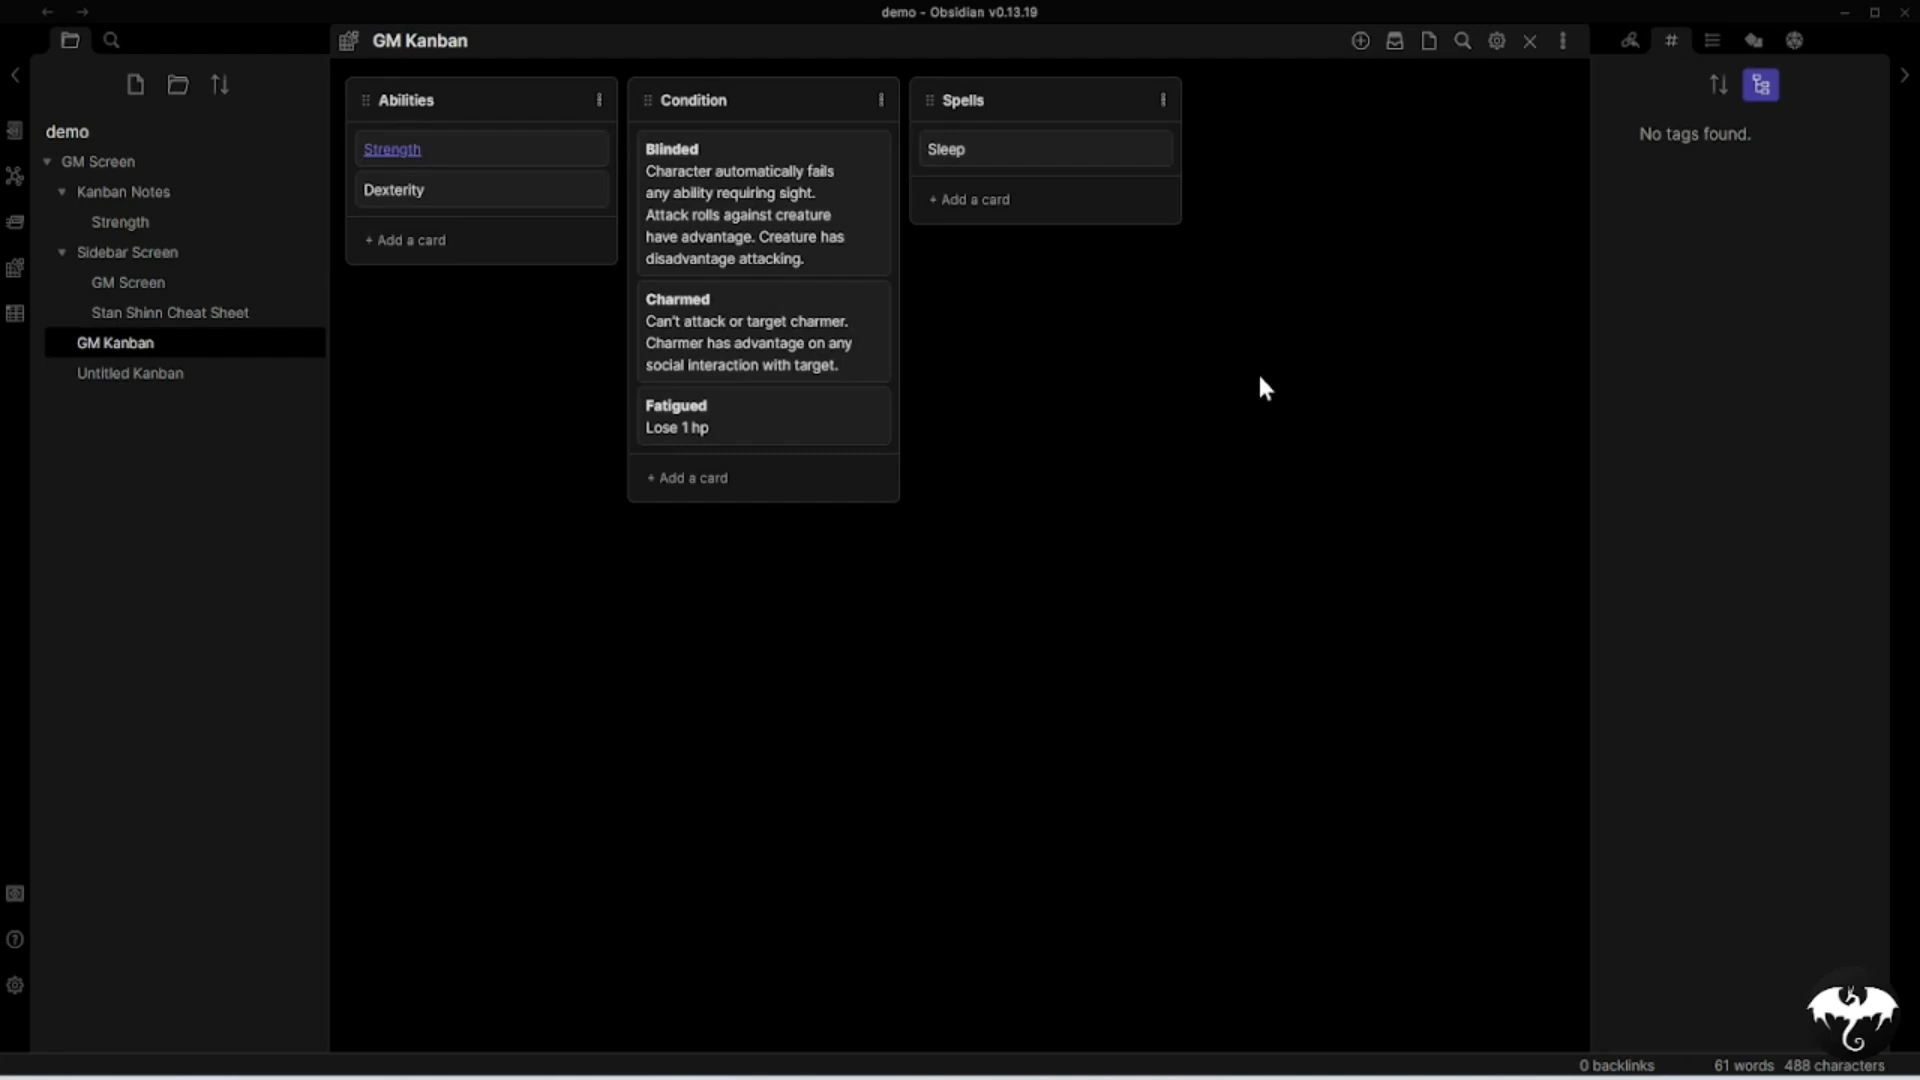 demo - Obsidian v0.13.19
GM Kanban
demo
GM Screen
Kanban Notes
Strength
Sidebar Screen
GM Screen
Stan Shinn Cheat Sheet
GM Kanban
Untitled Kanban
Abilities
Strength
Dexterity
+ Add a card
Condition
Blinded
Character automatically fails
any ability requiring sight.
Attack rolls against creature
have advantage. Creature has
disadvantage attacking.
Charmed
Can't attack or target charmer.
Charmer has advantage on any
social interaction with target.
Fatigued
Lose 1 hp
+ Add a card
Spells
Sleep
+ Add a card
No tags found.
0 backlinks 61 words 488 characters